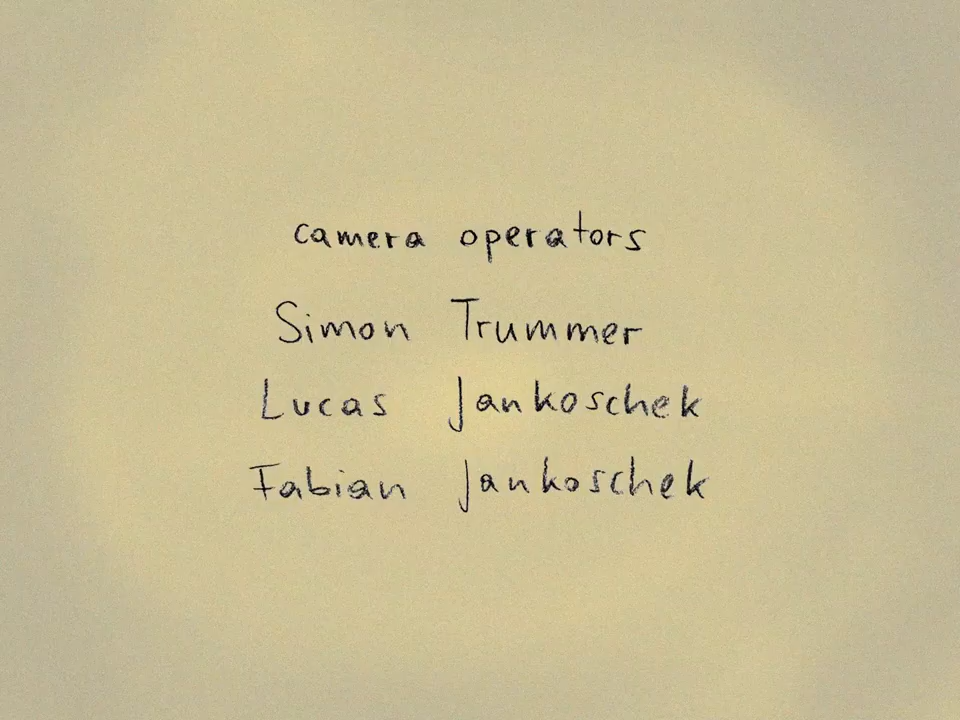 camera operators
Simon Trummer
Lucas Jankoschek
Fabian Jankoschek